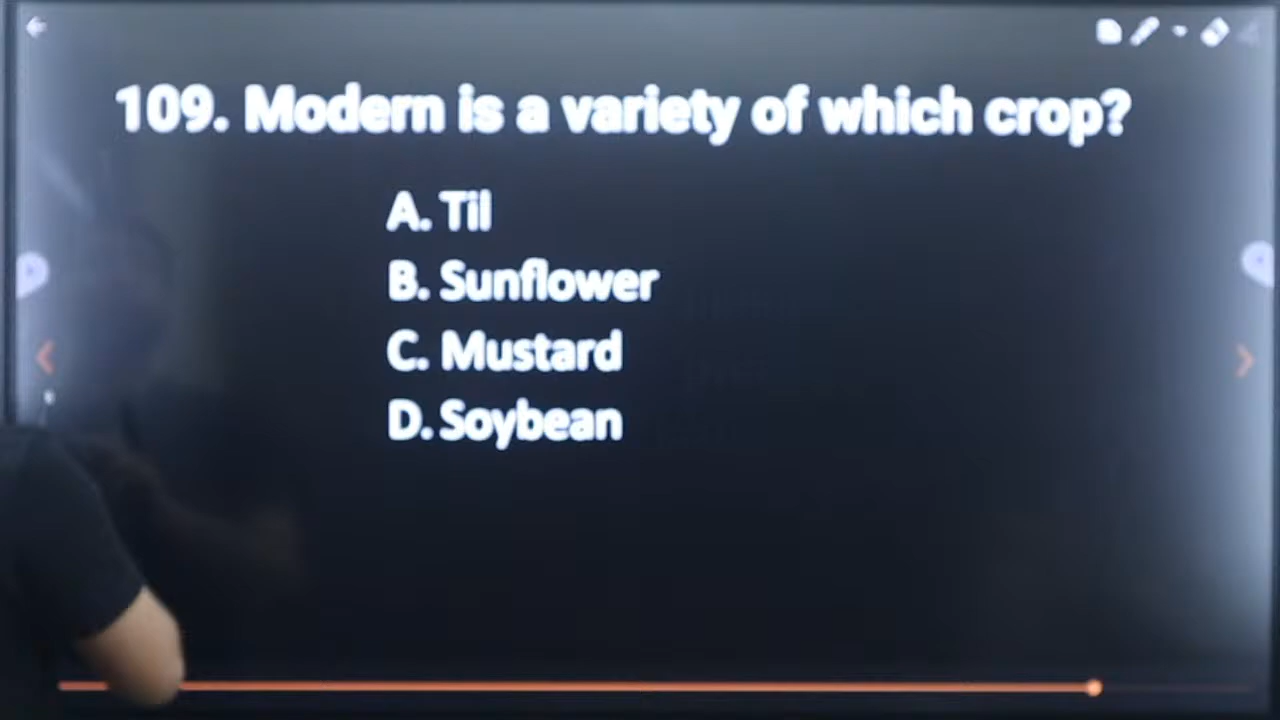 109. Modern is a variety of which crop?
A. Til
B. Sunflower
C. Mustard
D. Soybean